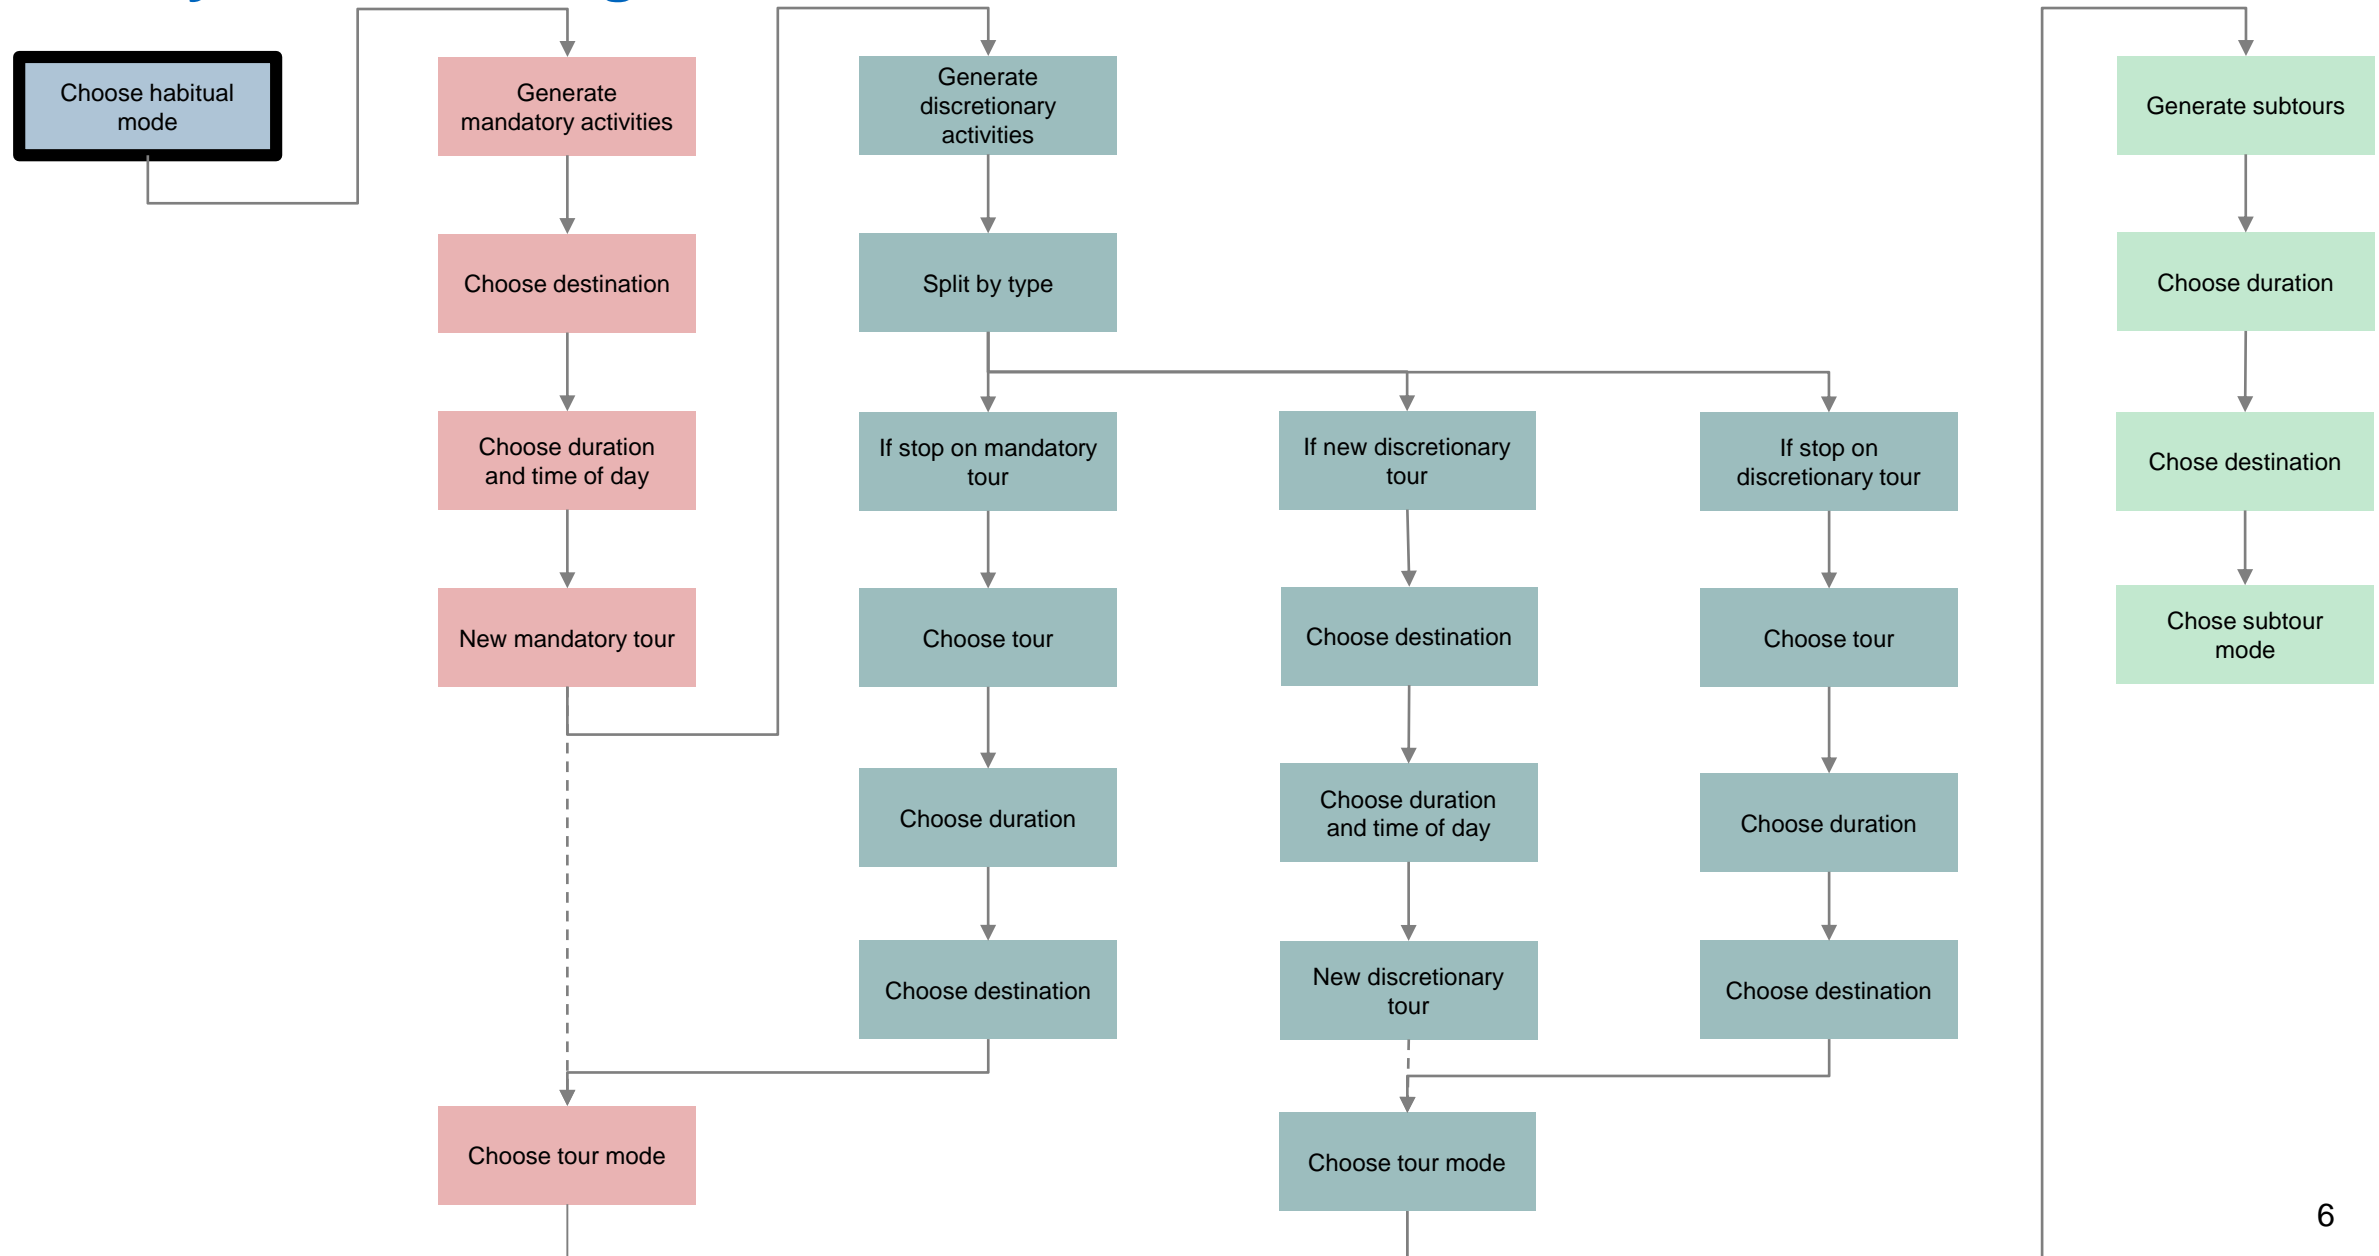 Choose habitual
mode
Generate
mandatory activities
Choose destination
Choose duration
and time of day
New mandatory tour
Choose tour mode
Generate
discretionary
activities
Split by type
If stop on mandatory
tour
Choose tour
Choose duration
Choose destination
If new discretionary
tour
Choose destination
Choose duration
and time of day
New discretionary
tour
Choose tour mode
If stop on
discretionary tour
Choose tour
Choose duration
Choose destination
Generate subtours
Choose duration
Chose destination
Chose subtour
mode
6